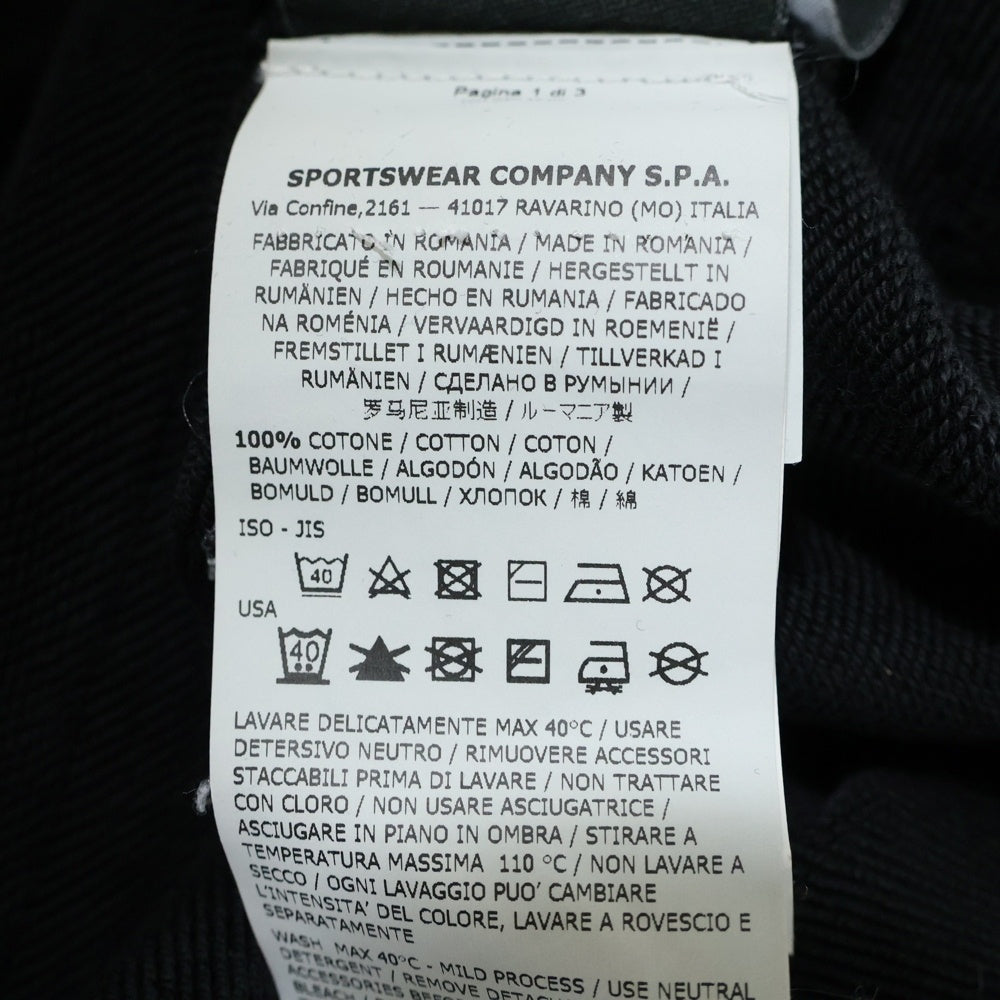 Pagina 1 di 3
SPORTSWEAR COMPANY S.P.A.
Via Confine,2161 — 41017 RAVARINO (MO) ITALIA
FABBRICATO IN ROMANIA / MADE IN ROMANIA /
FABRIQUÉ EN ROUMANIE / HERGESTELLT IN
RUMÄNIEN / HECHO EN RUMANIA / FABRICADO
NA ROMÉNIA / VERVAARDIGD IN ROEMENIË /
FREMSTILLET I RUMÆNIEN / TILLVERKAD I
RUMÄNIEN / СДЕЛАНО В РУМЫНИИ /
罗马尼亚制造 / ルーマニア製
100% COTONE / COTTON / COTON /
BAUMWOLLE / ALGODÓN / ALGODÃO / KATOEN /
BOMULD / BOMULL / ХЛОПОК / 棉 / 綿
ISO - JIS
40
USA
40
LAVARE DELICATAMENTE MAX 40°C / USARE
DETERSIVO NEUTRO / RIMUOVERE ACCESSORI
STACCABILI PRIMA DI LAVARE / NON TRATTARE
CON CLORO / NON USARE ASCIUGATRICE /
ASCIUGARE IN PIANO IN OMBRA / STIRARE A
TEMPERATURA MASSIMA 110 °C / NON LAVARE A
SECCO / OGNI LAVAGGIO PUO' CAMBIARE
L'INTENSITA' DEL COLORE, LAVARE A ROVESCIO E
SEPARATAMENTE
WASH MAX 40°C - MILD PROCESS / USE NEUTRAL
DETERGENT / REMOVE
ACCESSORIES
BLEACH /